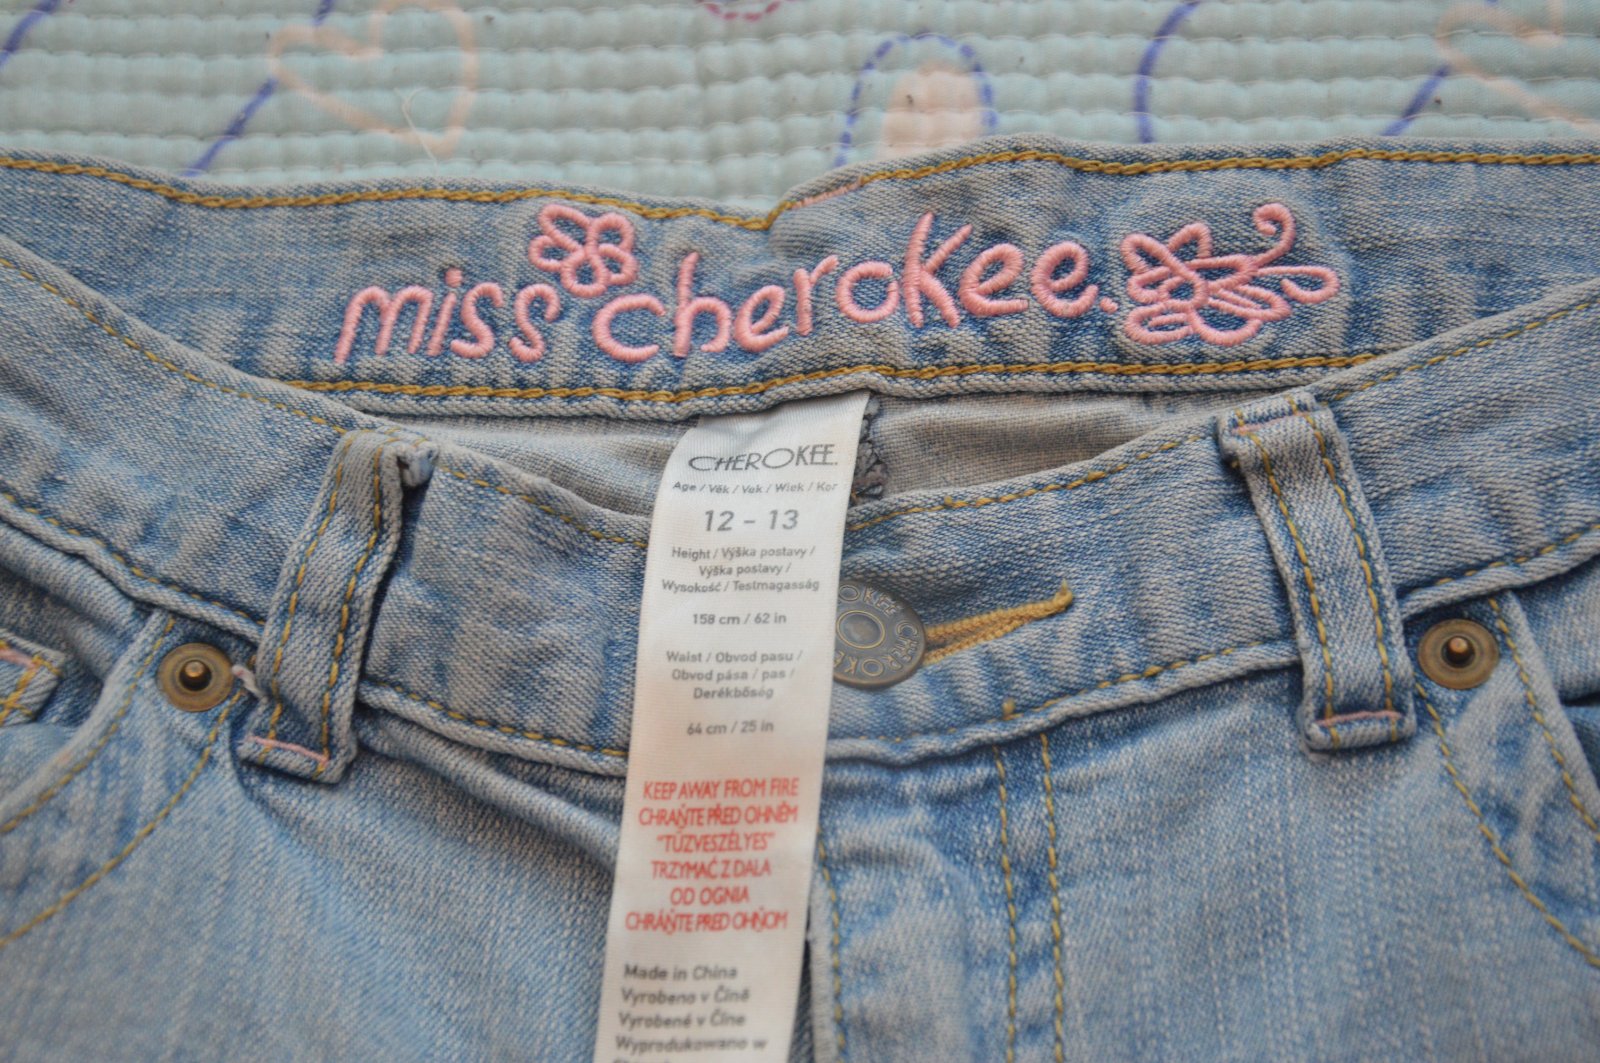 miss cherokee.
CHEROKEE.
Age / Věk / Vek / Wiek / Kor
12 - 13
Height / Výška postavy /
Výška postavy /
Wysokość / Testmagasság
158 cm / 62 in
Waist / Obvod pasu /
Obvod pása / pas /
Derékbőség
64 cm / 25 in
KEEP AWAY FROM FIRE
CHRAŇTE PŘED OHNĚM
"TŰZVESZÉLYES"
TRZYMAĆ Z DALA
OD OGNIA
CHRÁŇTE PRED OHŇOM
Made in China
Vyrobeno v Číně
Vyrobené v Číne
Wyprodukowano w
CHEROKEE